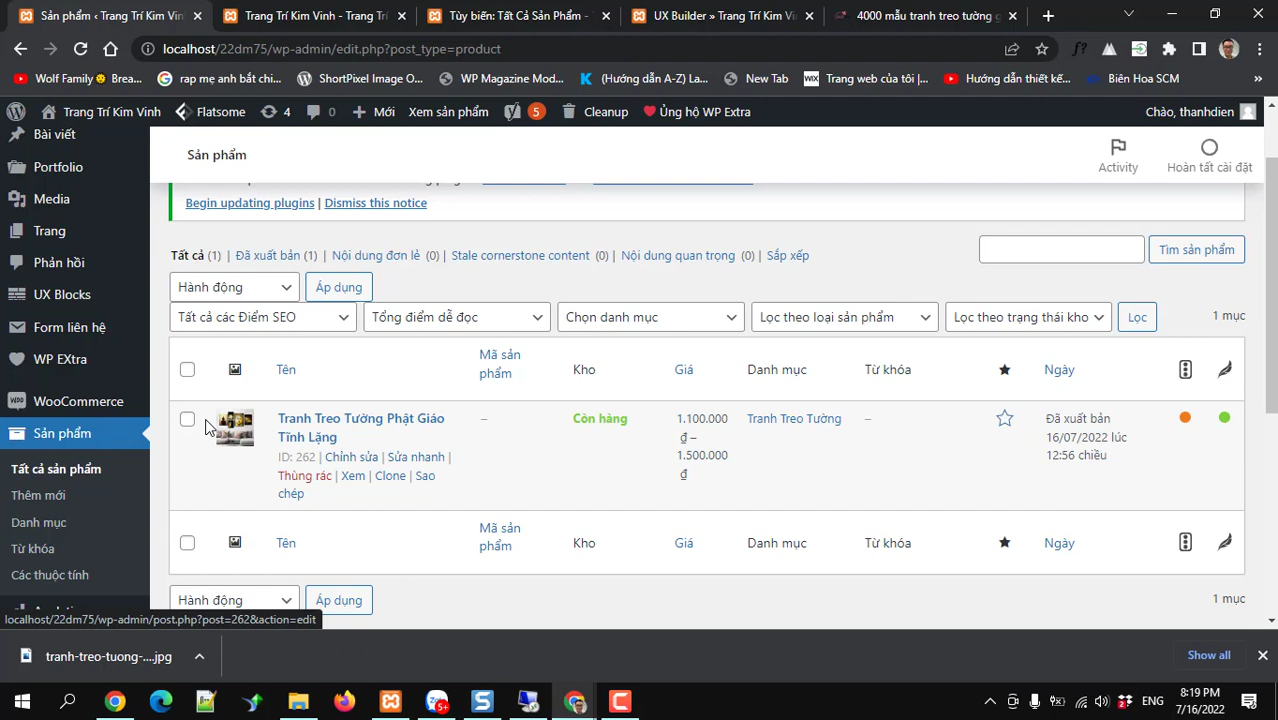 Sản phẩm ‹ Trang Trí Kim Vinh
Trang Trí Kim Vinh - Trang Trí
Tùy biến: Tất Cả Sản Phẩm -
UX Builder » Trang Trí Kim Vinh
4000 mẫu tranh treo tường
localhost/22dm75/wp-admin/edit.php?post_type=product
Wolf Family Brea...
rap mẹ anh bắt chi...
ShortPixel Image O...
WP Magazine Mod...
(Hướng dẫn A-Z) La...
New Tab
Trang web của tôi |...
Hướng dẫn thiết kế...
Biên Hoa SCM
Trang Trí Kim Vinh
Flatsome
4
0
Mới
Xem sản phẩm
5
Cleanup
Ủng hộ WP Extra
Chào, thanhdien
Bài viết
Portfolio
Media
Trang
Phản hồi
UX Blocks
Form liên hệ
WP EXtra
WooCommerce
Sản phẩm
Tất cả sản phẩm
Thêm mới
Danh mục
Từ khóa
Các thuộc tính
Sản phẩm
Activity
Hoàn tất cài đặt
Begin updating plugins | Dismiss this notice
Tất cả (1) | Đã xuất bản (1) | Nội dung đơn lẻ (0) | Stale cornerstone content (0) | Nội dung quan trọng (0) | Sắp xếp
Tìm sản phẩm
Hành động
Áp dụng
Tất cả các Điểm SEO
Tổng điểm dễ đọc
Chọn danh mục
Lọc theo loại sản phẩm
Lọc theo trạng thái kho
Lọc
1 mục
Tên
Mã sản
phẩm
Kho
Giá
Danh mục
Từ khóa
Ngày
Tranh Treo Tường Phật Giáo
Tĩnh Lặng
ID: 262 | Chỉnh sửa | Sửa nhanh |
Thùng rác | Xem | Clone | Sao
chép
–
Còn hàng
1.100.000
₫ –
1.500.000
₫
Tranh Treo Tường
–
Đã xuất bản
16/07/2022 lúc
12:56 chiều
Tên
Mã sản
phẩm
Kho
Giá
Danh mục
Từ khóa
Ngày
Hành động
Áp dụng
1 mục
localhost/22dm75/wp-admin/post.php?post=262&action=edit
tranh-treo-tuong-....jpg
Show all
5+
2
ENG
8:19 PM
7/16/2022